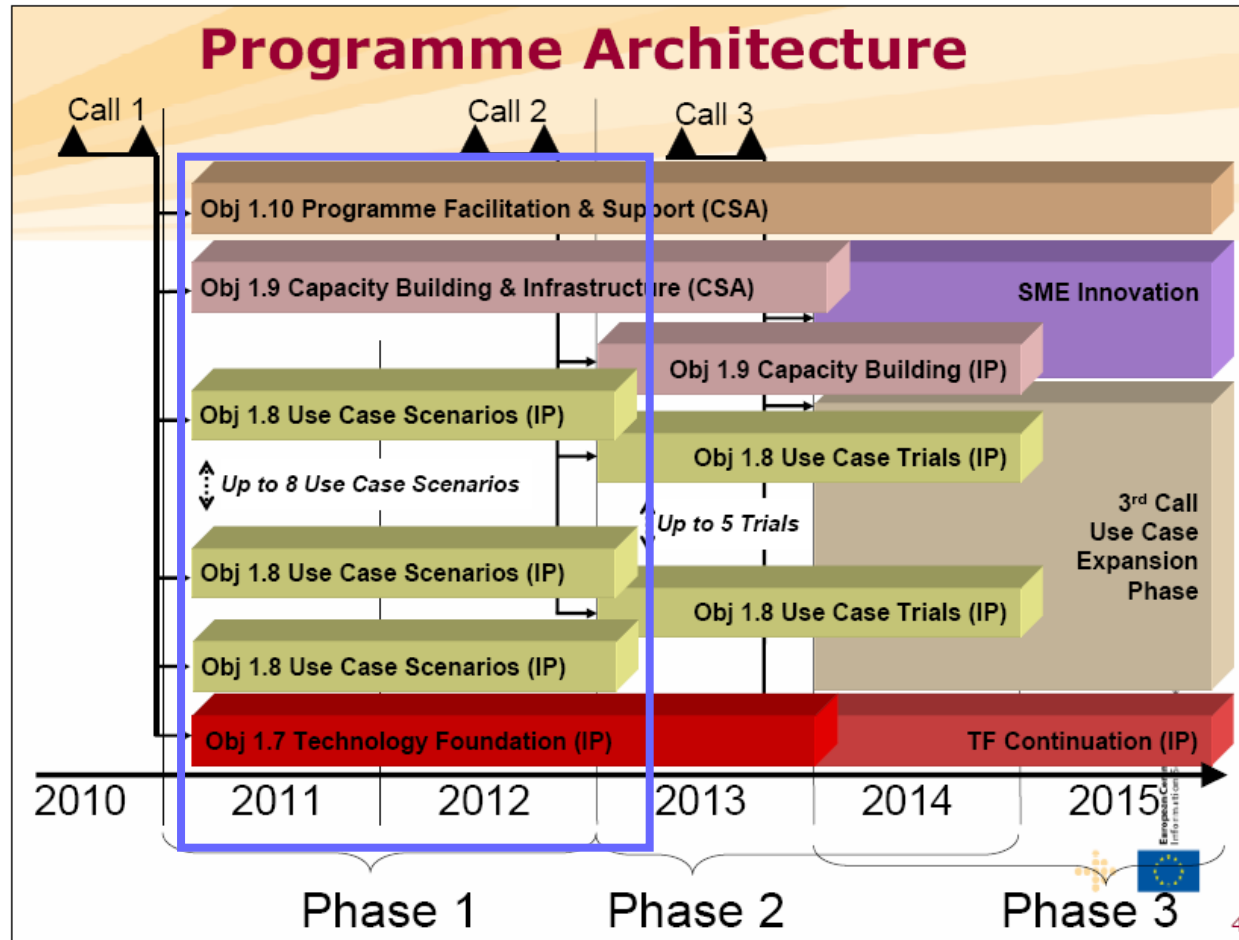 Programme Architecture
Call 1
Call 2
Call 3
Obj 1.10 Programme Facilitation & Support (CSA)
Obj 1.9 Capacity Building & Infrastructure (CSA)
SME Innovation
Obj 1.9 Capacity Building (IP)
Obj 1.8 Use Case Scenarios (IP)
Obj 1.8 Use Case Trials (IP)
Up to 8 Use Case Scenarios
Up to 5 Trials
3rd Call
Use Case
Expansion
Phase
Obj 1.8 Use Case Scenarios (IP)
Obj 1.8 Use Case Trials (IP)
Obj 1.8 Use Case Scenarios (IP)
Obj 1.7 Technology Foundation (IP)
TF Continuation (IP)
2010
2011
2012
2013
2014
2015
Phase 1
Phase 2
Phase 3
4